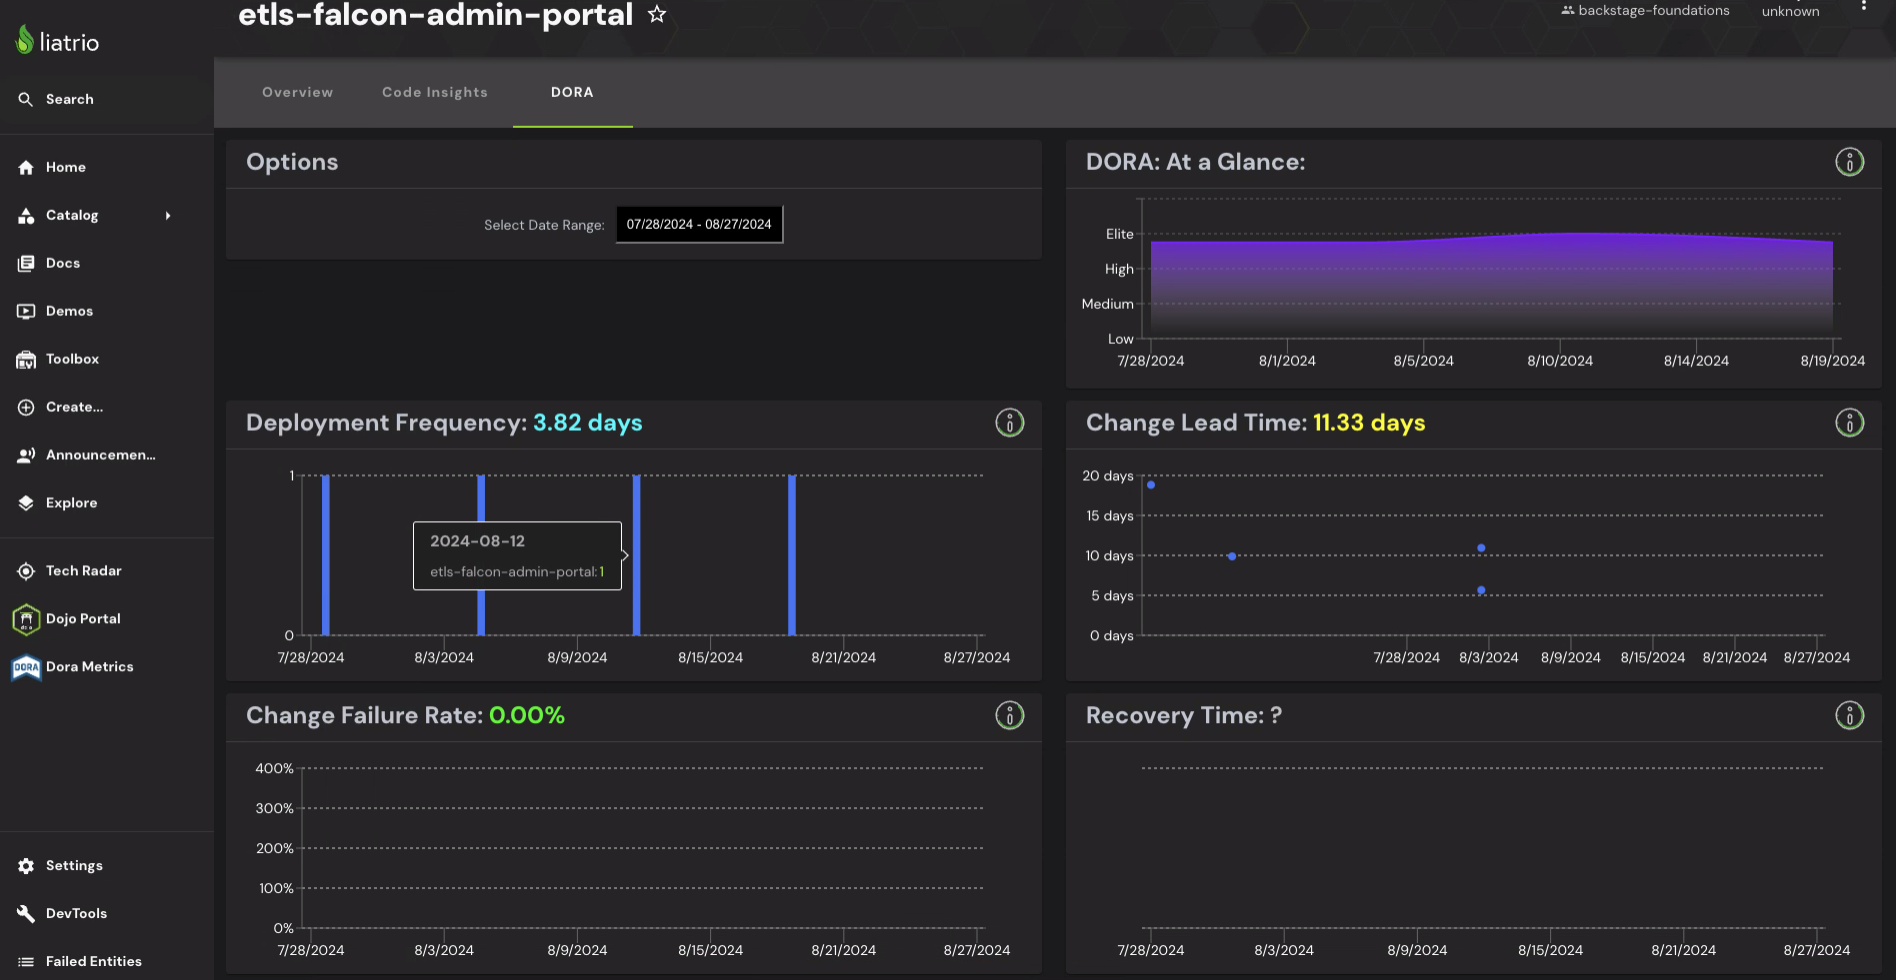 etls-falcon-admin-portal
backstage-foundations
unknown
liatrio
Search
Home
Catalog
Docs
Demos
Toolbox
Create...
Announcemen...
Explore
Tech Radar
Dojo Portal
DORA
Dora Metrics
Settings
DevTools
Failed Entities
Overview
Code Insights
DORA
Options
Select Date Range:
07/28/2024 - 08/27/2024
DORA: At a Glance:
Elite
High
Medium
Low
7/28/2024 8/1/2024 8/5/2024 8/10/2024 8/14/2024 8/19/2024
Deployment Frequency: 3.82 days
1
0
2024-08-12
etls-falcon-admin-portal:1
7/28/2024 8/3/2024 8/9/2024 8/15/2024 8/21/2024 8/27/2024
Change Lead Time: 11.33 days
20 days
15 days
10 days
5 days
0 days
7/28/2024 8/3/2024 8/9/2024 8/15/2024 8/21/2024 8/27/2024
Change Failure Rate: 0.00%
400%
300%
200%
100%
0%
7/28/2024 8/3/2024 8/9/2024 8/15/2024 8/21/2024 8/27/2024
Recovery Time: ?
7/28/2024 8/3/2024 8/9/2024 8/15/2024 8/21/2024 8/27/2024